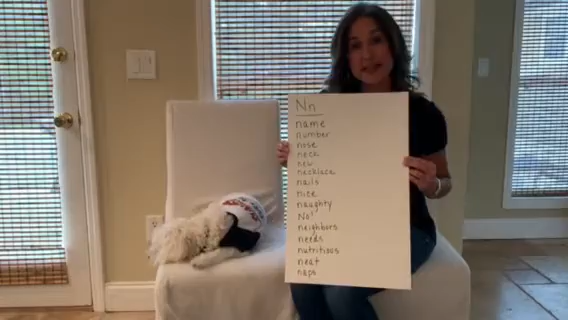 Nn
name
number
nose
neck
new
necklace
nails
nice
naughty
No!
neighbors
needs
nutritious
neat
naps